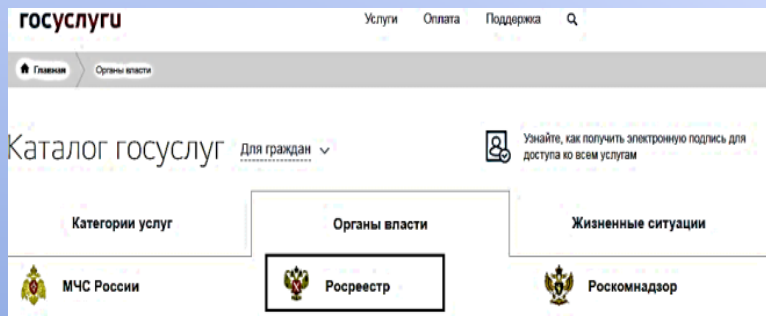 госуслуги Услуги Оплата Поддержка
Главная Органы власти
Каталог госуслуг Для граждан
Узнайте, как получить электронную подпись для
доступа ко всем услугам
Категории услуг Органы власти Жизненные ситуации
МЧС России Росреестр Роскомнадзор